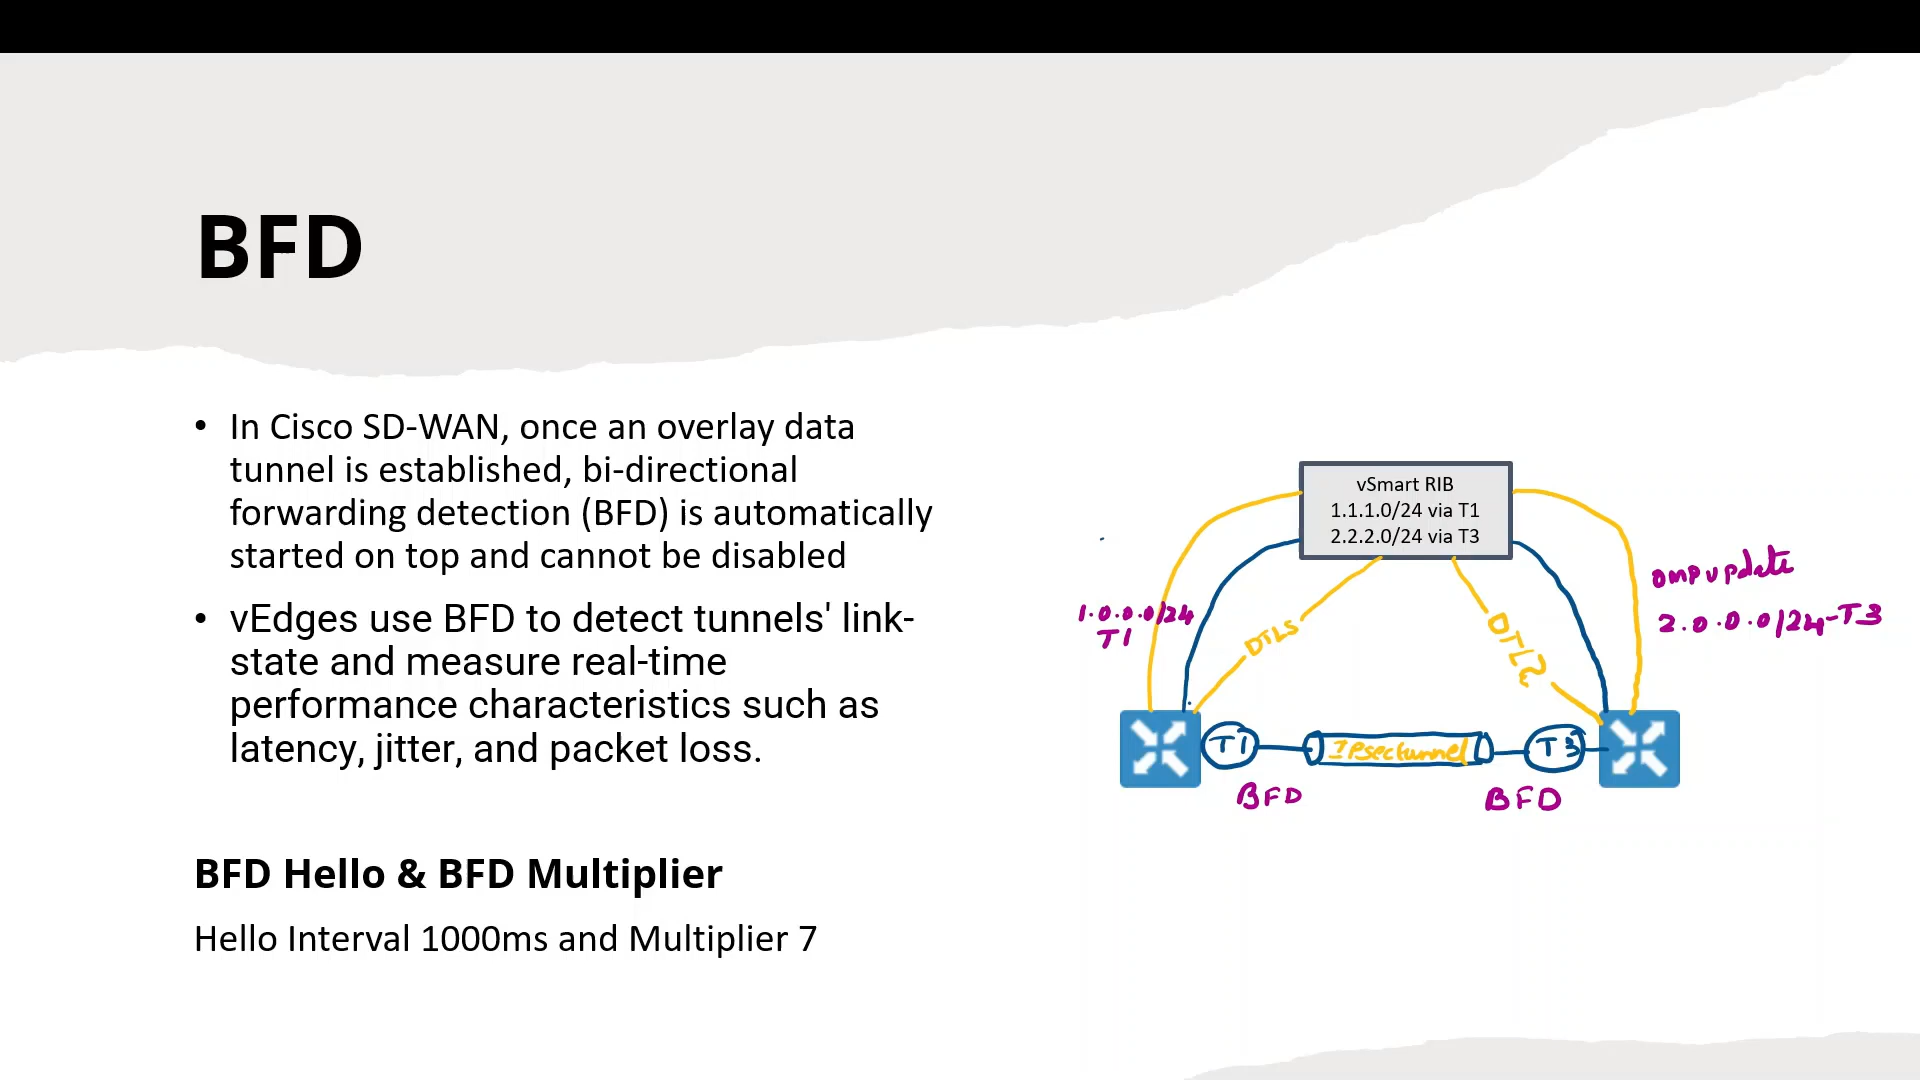 BFD
• In Cisco SD-WAN, once an overlay data
tunnel is established, bi-directional
forwarding detection (BFD) is automatically
started on top and cannot be disabled
• vEdges use BFD to detect tunnels' link-
state and measure real-time
performance characteristics such as
latency, jitter, and packet loss.
BFD Hello & BFD Multiplier
Hello Interval 1000ms and Multiplier 7
vSmart RIB
1.1.1.0/24 via T1
2.2.2.0/24 via T3
omp update
2.0.0.0/24-T3
1.0.0.0/24
T1
DTLS
DTLS
T1
Ipsec tunnel
T3
BFD
BFD